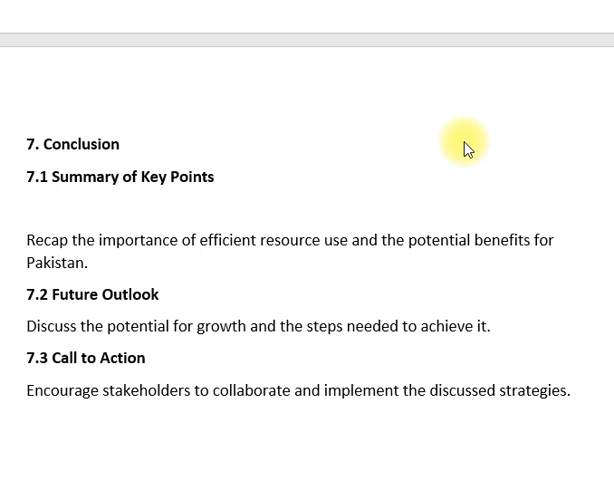 7. Conclusion
7.1 Summary of Key Points
Recap the importance of efficient resource use and the potential benefits for
Pakistan.
7.2 Future Outlook
Discuss the potential for growth and the steps needed to achieve it.
7.3 Call to Action
Encourage stakeholders to collaborate and implement the discussed strategies.